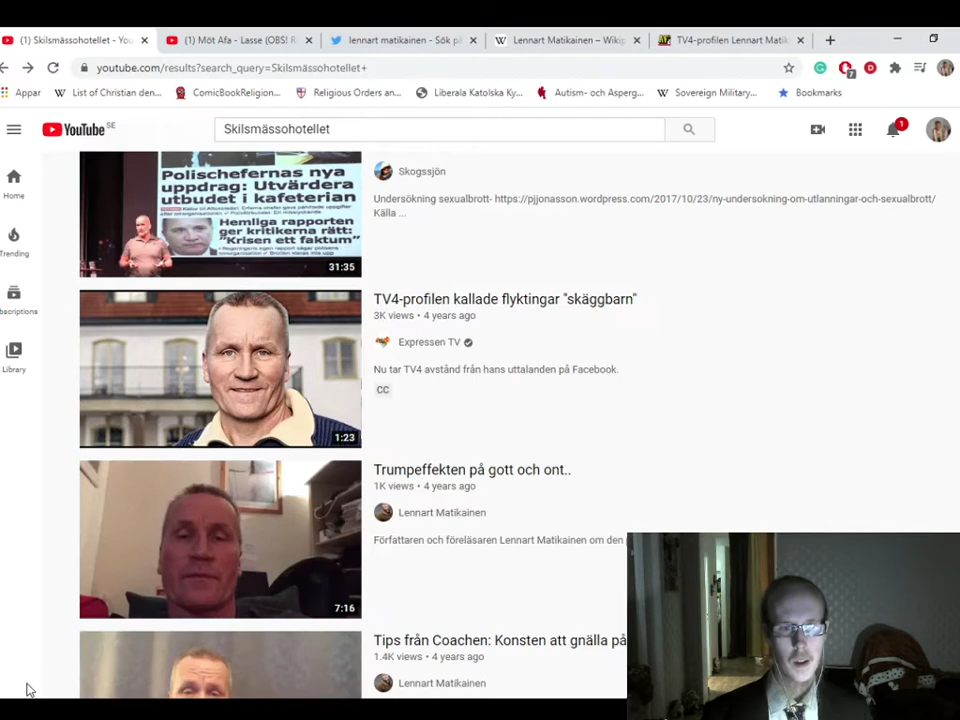 (1) Skilsmässohotellet - You
(1) Möt Afa - Lasse (OBS! R
lennart matikainen - Sök på
Lennart Matikainen – Wikip
TV4-profilen Lennart Matik
youtube.com/results?search_query=Skilsmässohotellet+
7
Appar
List of Christian den...
ComicBookReligion...
Religious Orders an...
Liberala Katolska Ky...
Autism- och Asperg...
Sovereign Military...
Bookmarks
YouTube SE
Skilsmässohotellet
1
Home
Trending
Library
Polischefernas nya
uppdrag: Utvärdera
utbudet i kafeterian
Hemliga rapporten
ger kritikerna rätt:
"Krisen ett faktum"
31:35
Skogssjön
Undersökning sexualbrott- https://pjjonasson.wordpress.com/2017/10/23/ny-undersokning-om-utlanningar-och-sexualbrott/
Källa ...
TV4-profilen kallade flyktingar "skäggbarn"
3K views • 4 years ago
Expressen TV
Nu tar TV4 avstånd från hans uttalanden på Facebook.
CC
1:23
Trumpeffekten på gott och ont..
1K views • 4 years ago
Lennart Matikainen
Författaren och föreläsaren Lennart Matikainen om den
7:16
Tips från Coachen: Konsten att gnälla på
1.4K views • 4 years ago
Lennart Matikainen